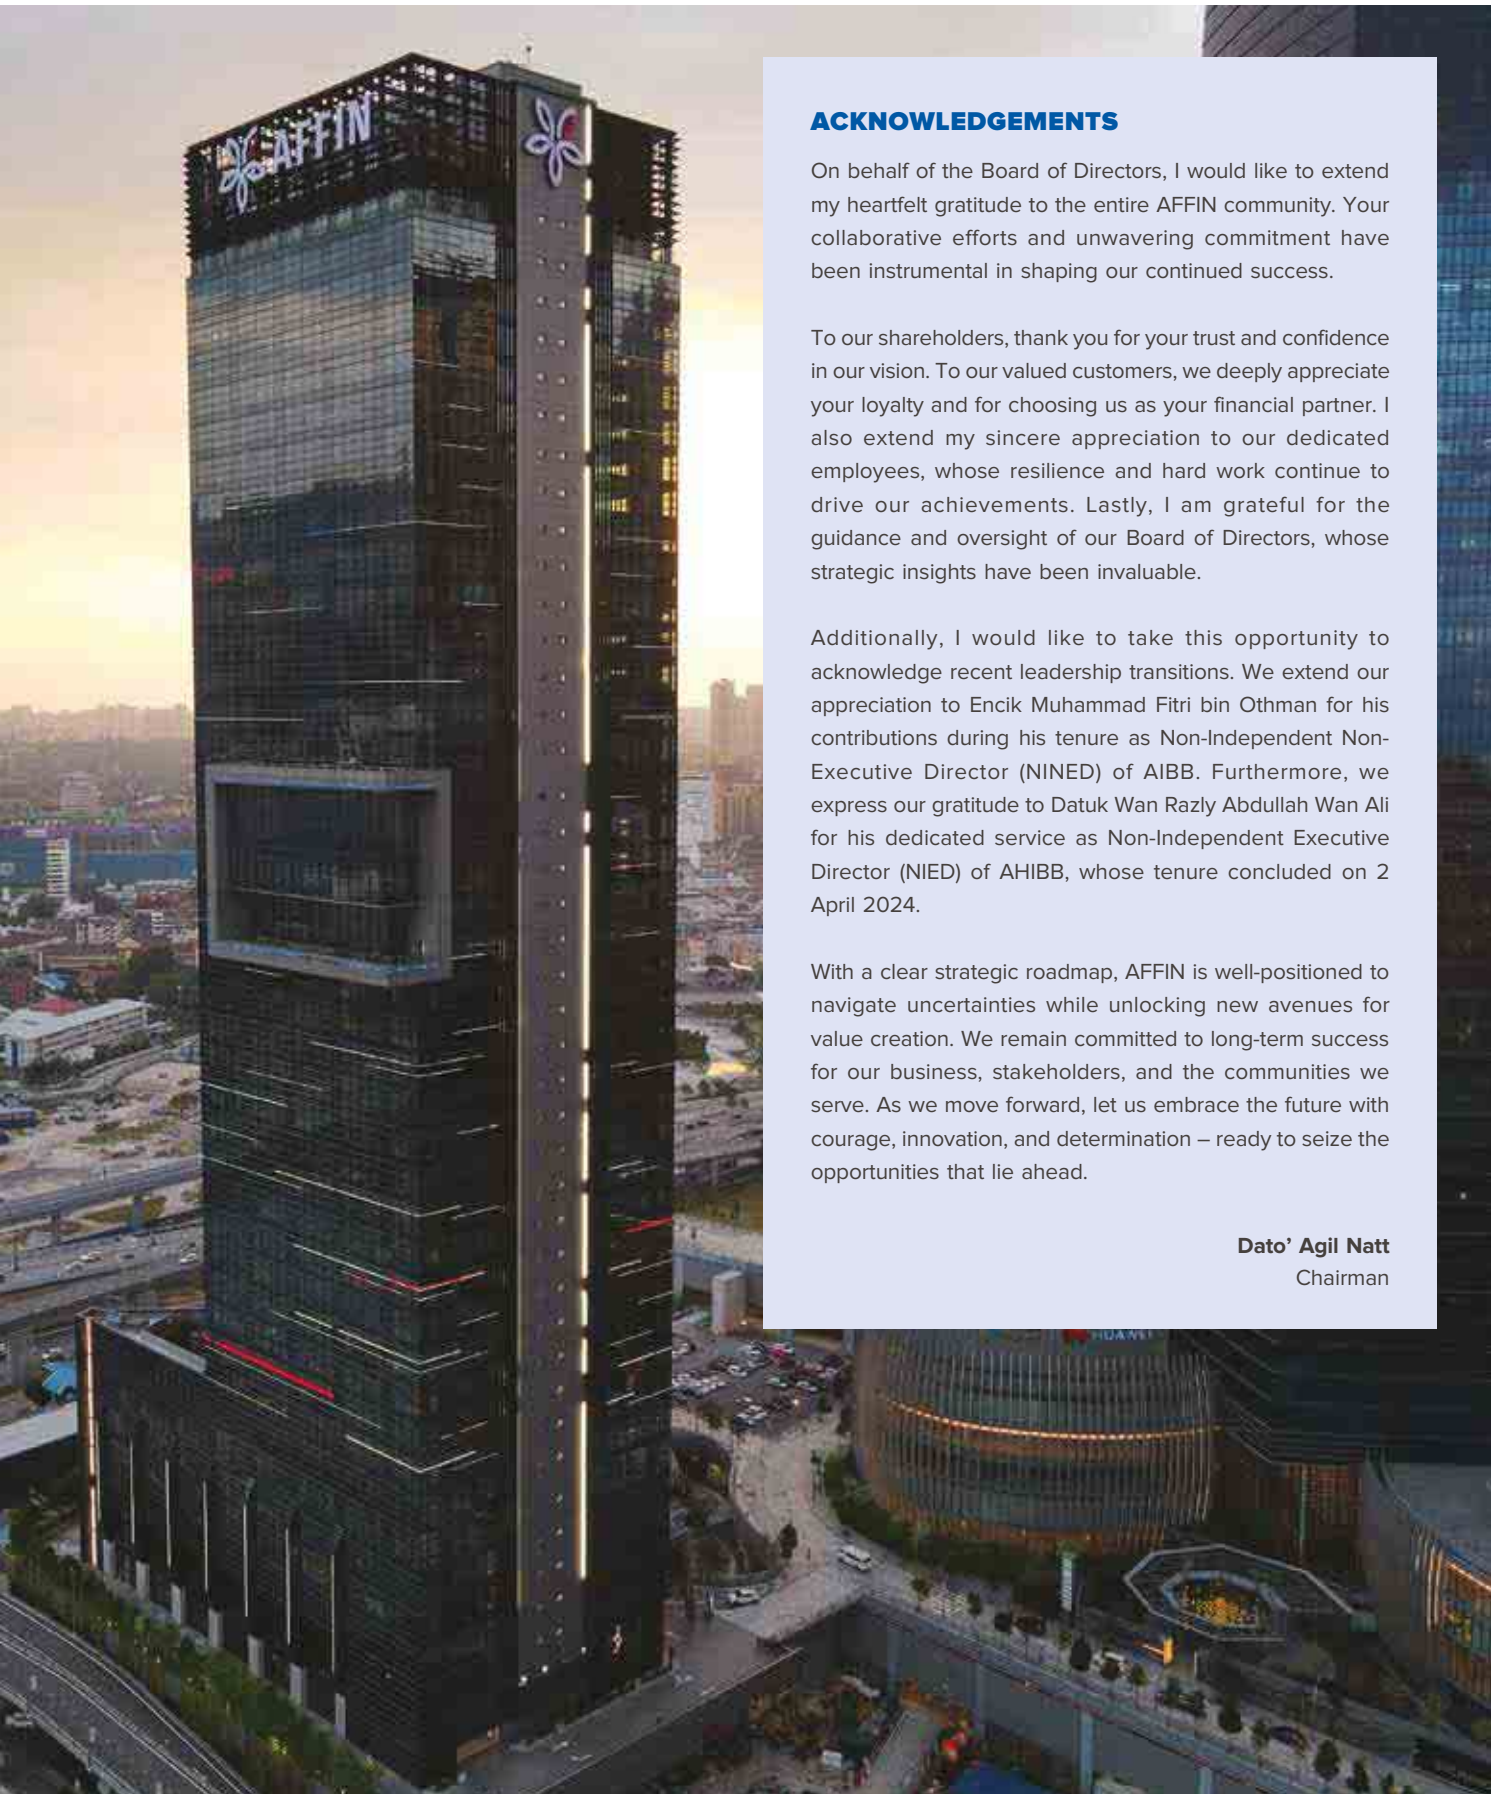 AFFIN
ACKNOWLEDGEMENTS
On behalf of the Board of Directors, I would like to extend
my heartfelt gratitude to the entire AFFIN community. Your
collaborative efforts and unwavering commitment have
been instrumental in shaping our continued success.
To our shareholders, thank you for your trust and confidence
in our vision. To our valued customers, we deeply appreciate
your loyalty and for choosing us as your financial partner. I
also extend my sincere appreciation to our dedicated
employees, whose resilience and hard work continue to
drive our achievements. Lastly, I am grateful for the
guidance and oversight of our Board of Directors, whose
strategic insights have been invaluable.
Additionally, I would like to take this opportunity to
acknowledge recent leadership transitions. We extend our
appreciation to Encik Muhammad Fitri bin Othman for his
contributions during his tenure as Non-Independent Non-
Executive Director (NINED) of AIBB. Furthermore, we
express our gratitude to Datuk Wan Razly Abdullah Wan Ali
for his dedicated service as Non-Independent Executive
Director (NIED) of AHIBB, whose tenure concluded on 2
April 2024.
With a clear strategic roadmap, AFFIN is well-positioned to
navigate uncertainties while unlocking new avenues for
value creation. We remain committed to long-term success
for our business, stakeholders, and the communities we
serve. As we move forward, let us embrace the future with
courage, innovation, and determination – ready to seize the
opportunities that lie ahead.
Dato’ Agil Natt
Chairman
HUAWEI